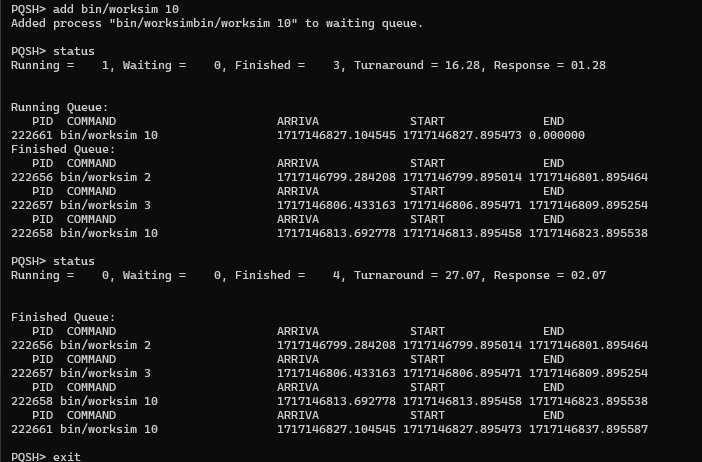 PQSH> add bin/worksim 10
Added process "bin/worksimbin/worksim 10" to waiting queue.
PQSH> status
Running =    1, Waiting =    0, Finished =    3, Turnaround = 16.28, Response = 01.28
Running Queue:
PID  COMMAND                       ARRIVA             START              END
222661 bin/worksim 10                 1717146827.104545 1717146827.895473 0.000000
Finished Queue:
PID  COMMAND                       ARRIVA             START              END
222656 bin/worksim 2                  1717146799.284208 1717146799.895014 1717146801.895464
PID  COMMAND                       ARRIVA             START              END
222657 bin/worksim 3                  1717146806.433163 1717146806.895471 1717146809.895254
PID  COMMAND                       ARRIVA             START              END
222658 bin/worksim 10                 1717146813.692778 1717146813.895458 1717146823.895538
PQSH> status
Running =    0, Waiting =    0, Finished =    4, Turnaround = 27.07, Response = 02.07
Finished Queue:
PID  COMMAND                       ARRIVA             START              END
222656 bin/worksim 2                  1717146799.284208 1717146799.895014 1717146801.895464
PID  COMMAND                       ARRIVA             START              END
222657 bin/worksim 3                  1717146806.433163 1717146806.895471 1717146809.895254
PID  COMMAND                       ARRIVA             START              END
222658 bin/worksim 10                 1717146813.692778 1717146813.895458 1717146823.895538
PID  COMMAND                       ARRIVA             START              END
222661 bin/worksim 10                 1717146827.104545 1717146827.895473 1717146837.895587
PQSH> exit